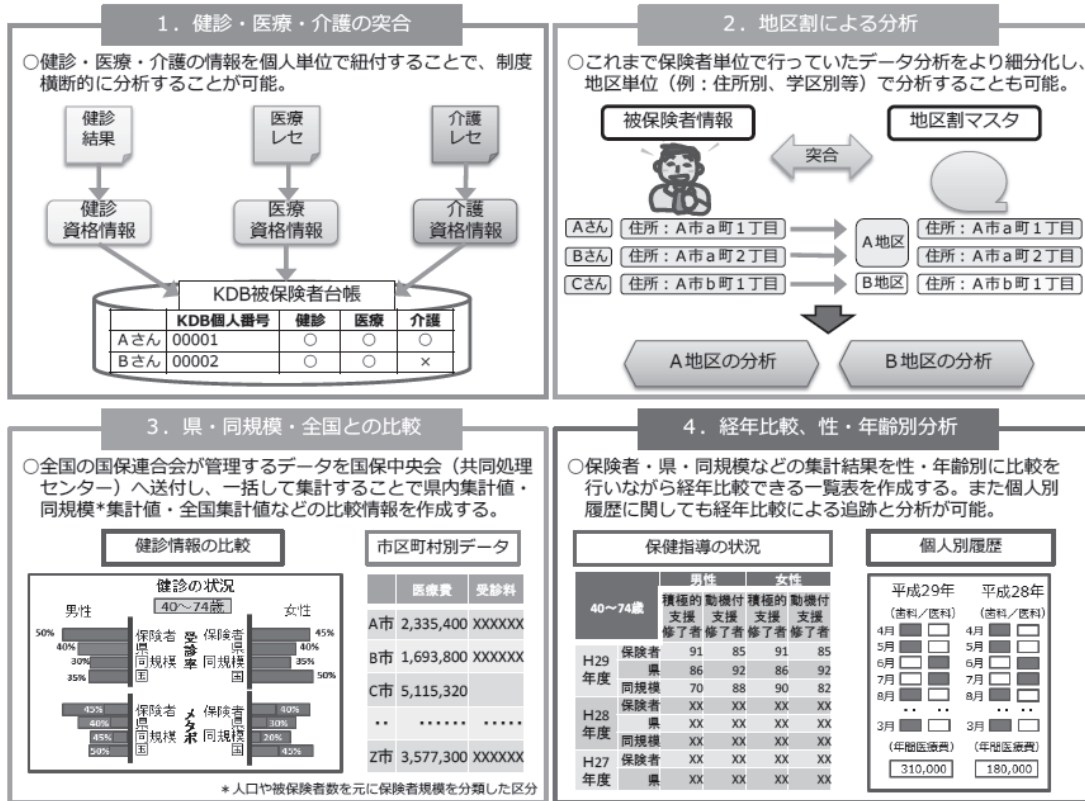 1．健診・医療・介護の突合
○健診・医療・介護の情報を個人単位で紐付することで、制度
横断的に分析することが可能。
健診
結果
医療
レセ
介護
レセ
健診
資格情報
医療
資格情報
介護
資格情報
KDB被保険者台帳
KDB個人番号 健診 医療 介護
Aさん 00001 ○ ○ ○
Bさん 00002 ○ ○ ×
2．地区割による分析
○これまで保険者単位で行っていたデータ分析をより細分化し、
地区単位（例：住所別、学区別等）で分析することも可能。
被保険者情報
突合
地区割マスタ
Aさん 住所：A市a町1丁目 A地区 住所：A市a町1丁目
Bさん 住所：A市a町2丁目 住所：A市a町2丁目
Cさん 住所：A市b町1丁目 B地区 住所：A市b町1丁目
A地区の分析
B地区の分析
3．県・同規模・全国との比較
○全国の国保連合会が管理するデータを国保中央会（共同処理
センター）へ送付し、一括して集計することで県内集計値・
同規模*集計値・全国集計値などの比較情報を作成する。
健診情報の比較
健診の状況
男性 40～74歳 女性
50% 保険者 受診率 保険者 45%
40% 県 県 40%
30% 同規模 同規模 35%
35% 国 国 50%
45% 保険者 メタボ 保険者 40%
40% 県 県 30%
45% 同規模 同規模 20%
50% 国 国 45%
市区町村別データ
医療費 受診料
A市 2,335,400 XXXXXX
B市 1,693,800 XXXXXX
C市 5,115,320
‥ ‥‥‥ ‥‥‥
Z市 3,577,300 XXXXXX
＊人口や被保険者数を元に保険者規模を分類した区分
4．経年比較、性・年齢別分析
○保険者・県・同規模などの集計結果を性・年齢別に比較を
行いながら経年比較できる一覧表を作成する。また個人別
履歴に関しても経年比較による追跡と分析が可能。
保健指導の状況
40～74歳 男性 女性
積極的支援修了者 動機付支援修了者 積極的支援修了者 動機付支援修了者
H29年度 保険者 91 85 91 85
県 86 92 86 92
同規模 70 88 90 82
H28年度 保険者 XX XX XX XX
県 XX XX XX XX
同規模 XX XX XX XX
H27年度 保険者 XX XX XX XX
県 XX XX XX XX
個人別履歴
平成29年 平成28年
（歯科／医科） （歯科／医科）
4月 4月
5月 5月
6月 6月
7月 7月
8月 8月
‥ ‥ ‥ ‥
3月 3月
（年間医療費） （年間医療費）
310,000 180,000